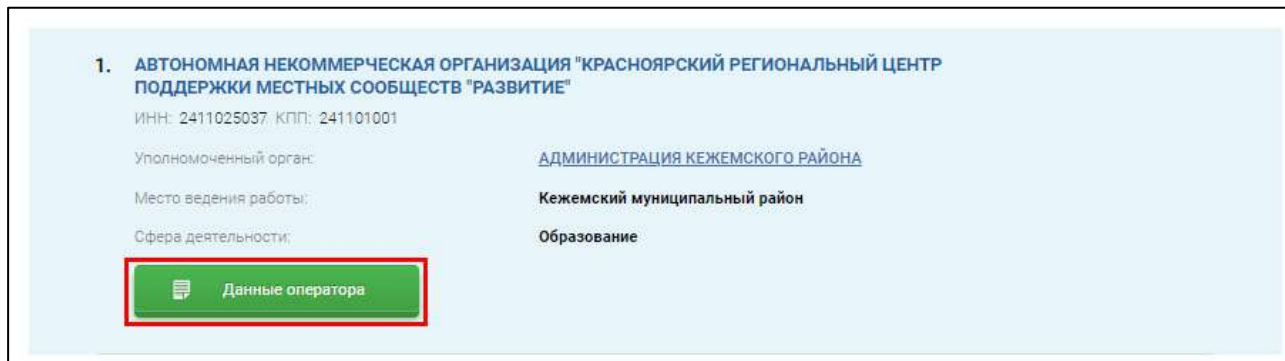 1. АВТОНОМНАЯ НЕКОММЕРЧЕСКАЯ ОРГАНИЗАЦИЯ "КРАСНОЯРСКИЙ РЕГИОНАЛЬНЫЙ ЦЕНТР
ПОДДЕРЖКИ МЕСТНЫХ СООБЩЕСТВ "РАЗВИТИЕ"
ИНН: 2411025037 КПП: 241101001
Уполномоченный орган: АДМИНИСТРАЦИЯ КЕЖЕМСКОГО РАЙОНА
Место ведения работы: Кежемский муниципальный район
Сфера деятельности: Образование
Данные оператора